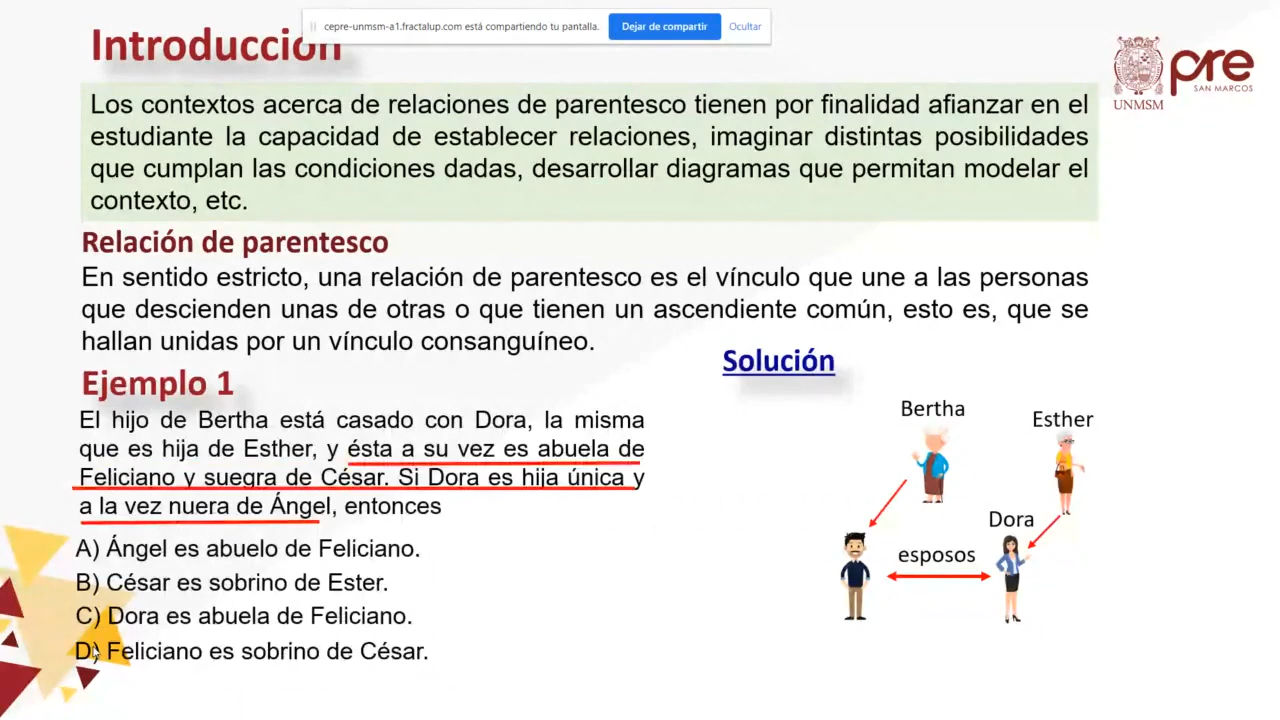 cepre-unmsm-a1.fractalup.com está compartiendo tu pantalla.
Dejar de compartir
Ocultar
Introducción
pre
SAN MARCOS
UNMSM
Los contextos acerca de relaciones de parentesco tienen por finalidad afianzar en el
estudiante la capacidad de establecer relaciones, imaginar distintas posibilidades
que cumplan las condiciones dadas, desarrollar diagramas que permitan modelar el
contexto, etc.
Relación de parentesco
En sentido estricto, una relación de parentesco es el vínculo que une a las personas
que descienden unas de otras o que tienen un ascendiente común, esto es, que se
hallan unidas por un vínculo consanguíneo.
Ejemplo 1
El hijo de Bertha está casado con Dora, la misma
que es hija de Esther, y ésta a su vez es abuela de
Feliciano y suegra de César. Si Dora es hija única y
a la vez nuera de Ángel, entonces
A) Ángel es abuelo de Feliciano.
B) César es sobrino de Ester.
C) Dora es abuela de Feliciano.
D) Feliciano es sobrino de César.
Solución
Bertha
Esther
Dora
esposos